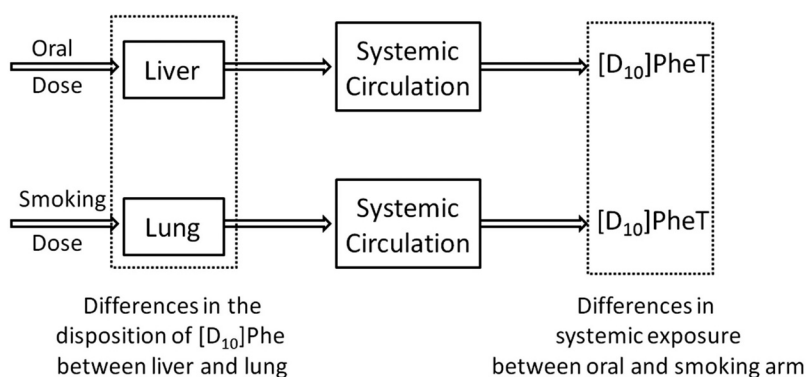 Oral
Dose
Liver
Systemic
Circulation
[D₁₀]PheT
Smoking
Dose
Lung
Systemic
Circulation
[D₁₀]PheT
Differences in the
disposition of [D₁₀]Phe
between liver and lung
Differences in
systemic exposure
between oral and smoking arm